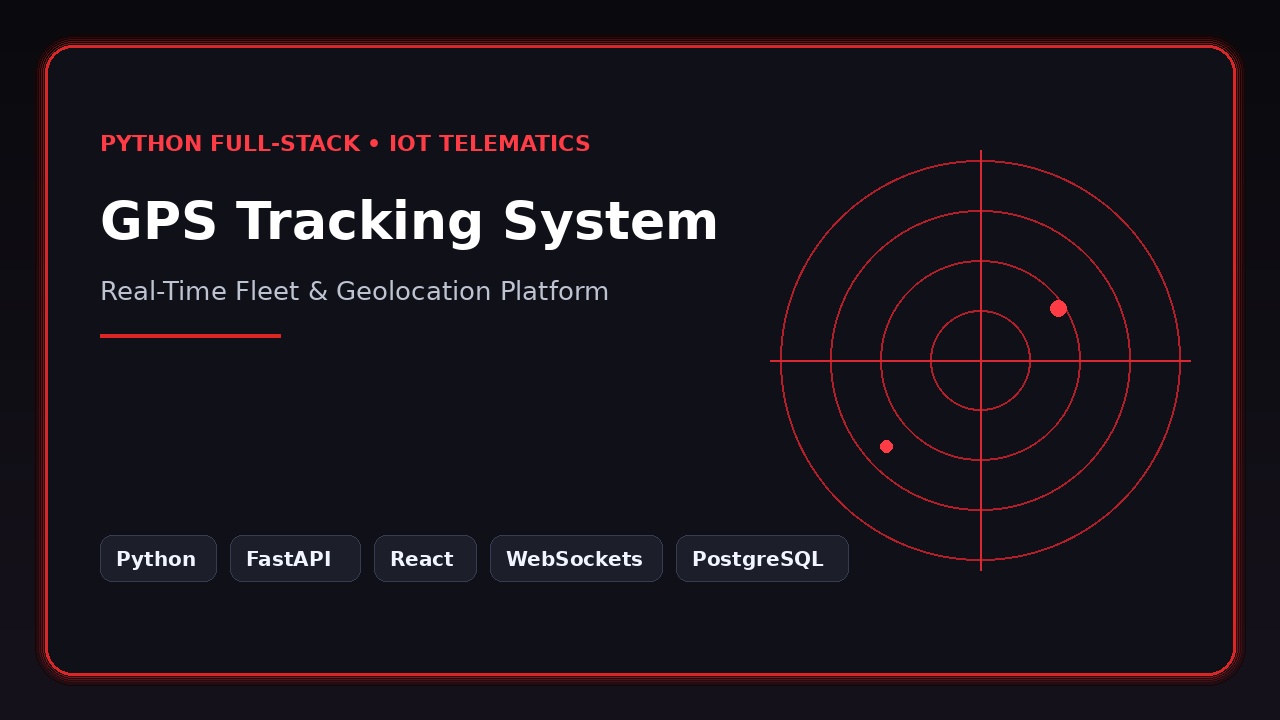 PYTHON FULL-STACK • IOT TELEMATICS
GPS Tracking System
Real-Time Fleet & Geolocation Platform
Python FastAPI React WebSockets PostgreSQL